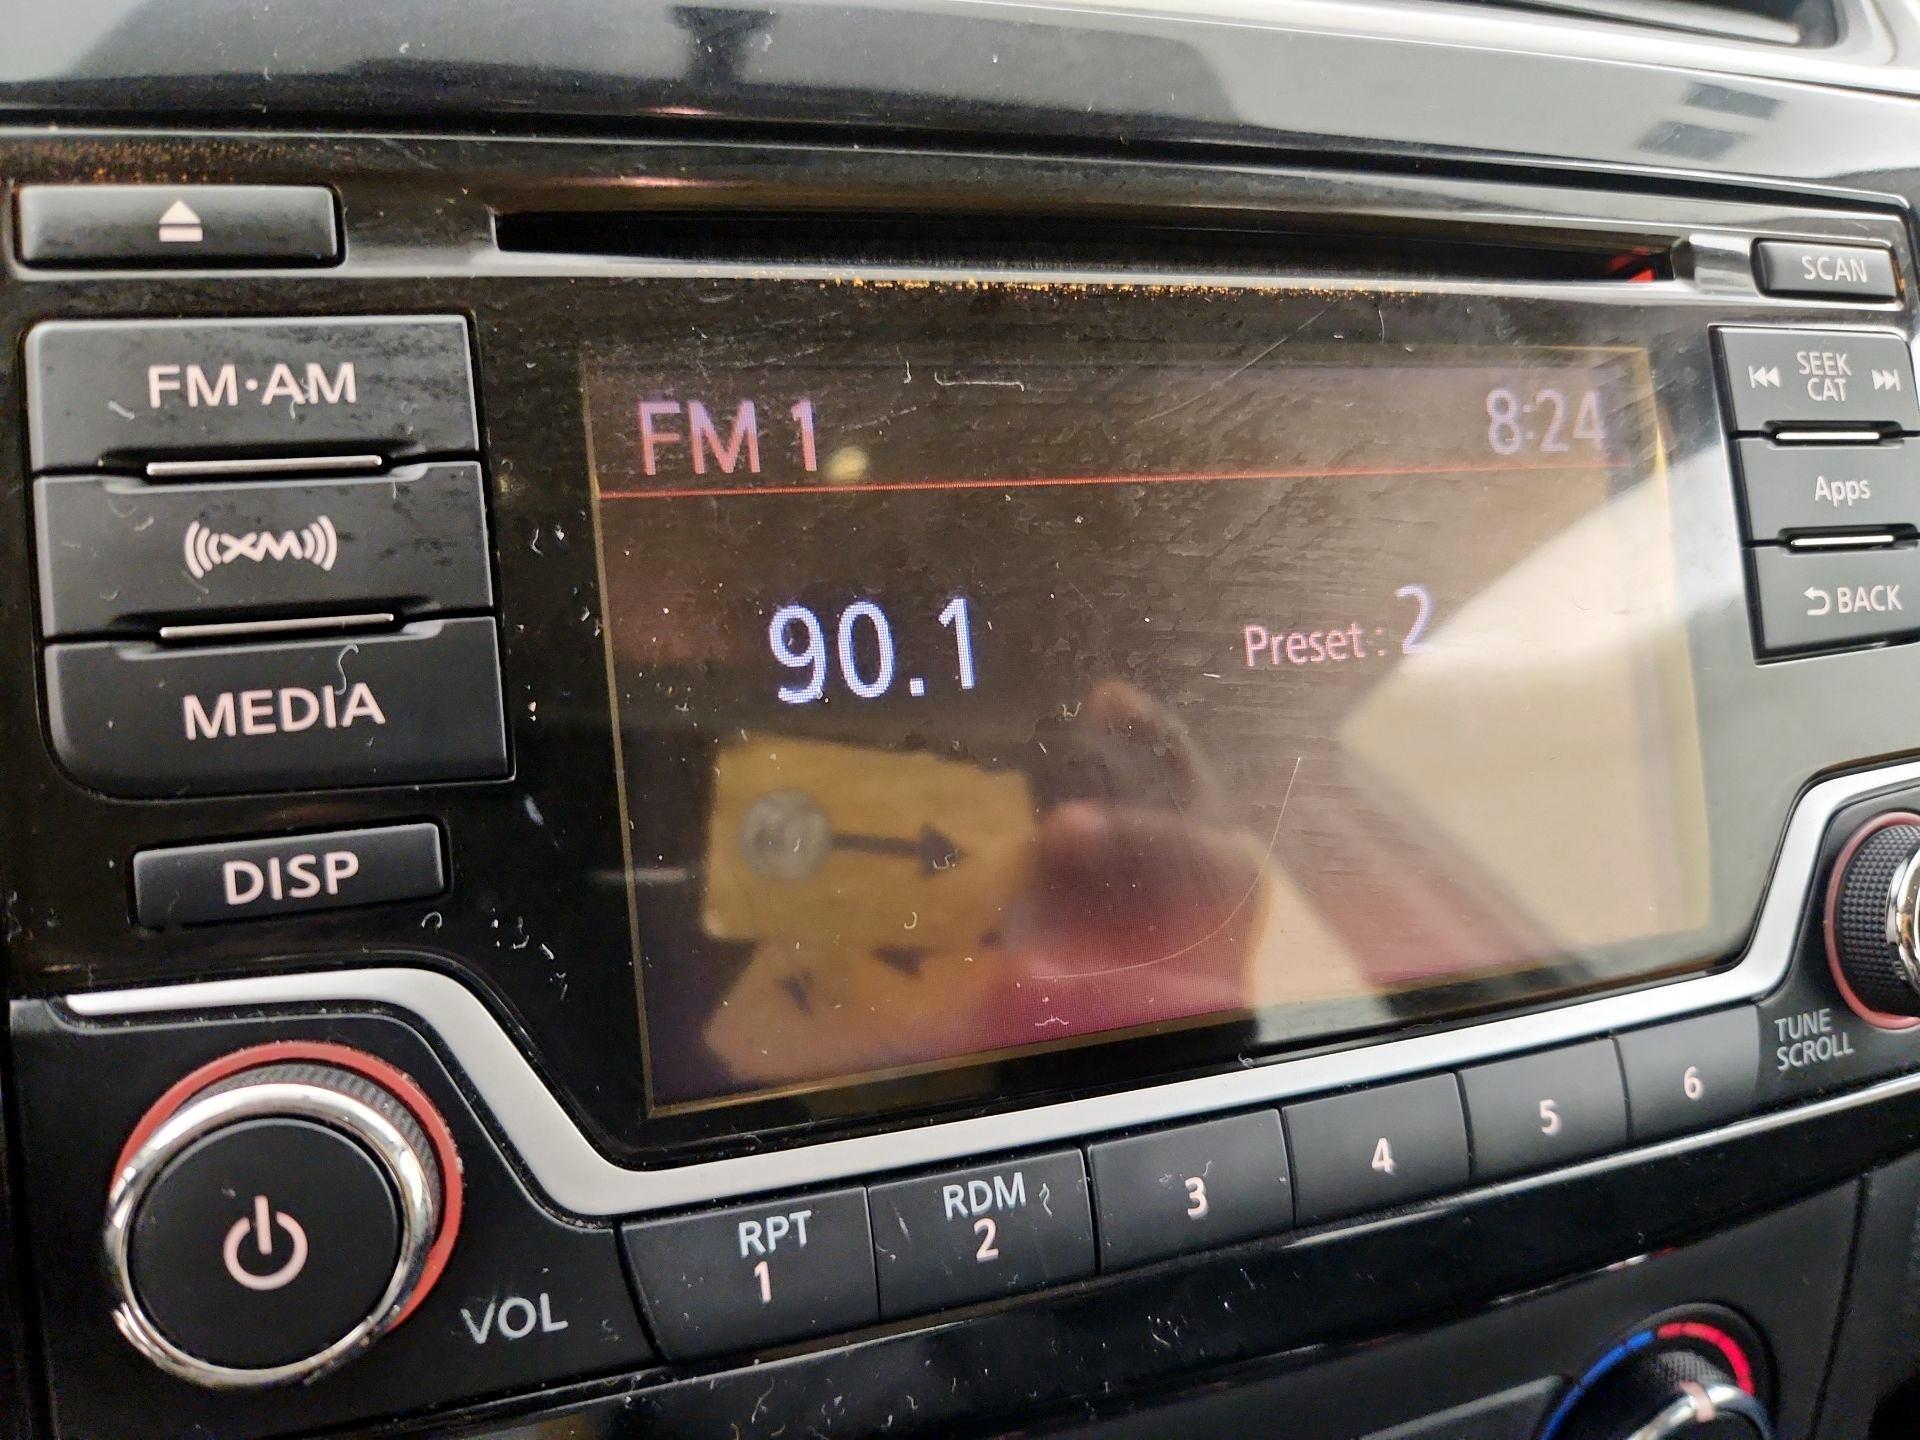 SCAN
FM·AM
SEEK
CAT
FM 1
8:24
XM
Apps
90.1
Preset : 2
BACK
MEDIA
DISP
TUNE
SCROLL
RPT
1
RDM
2
3
4
5
6
VOL